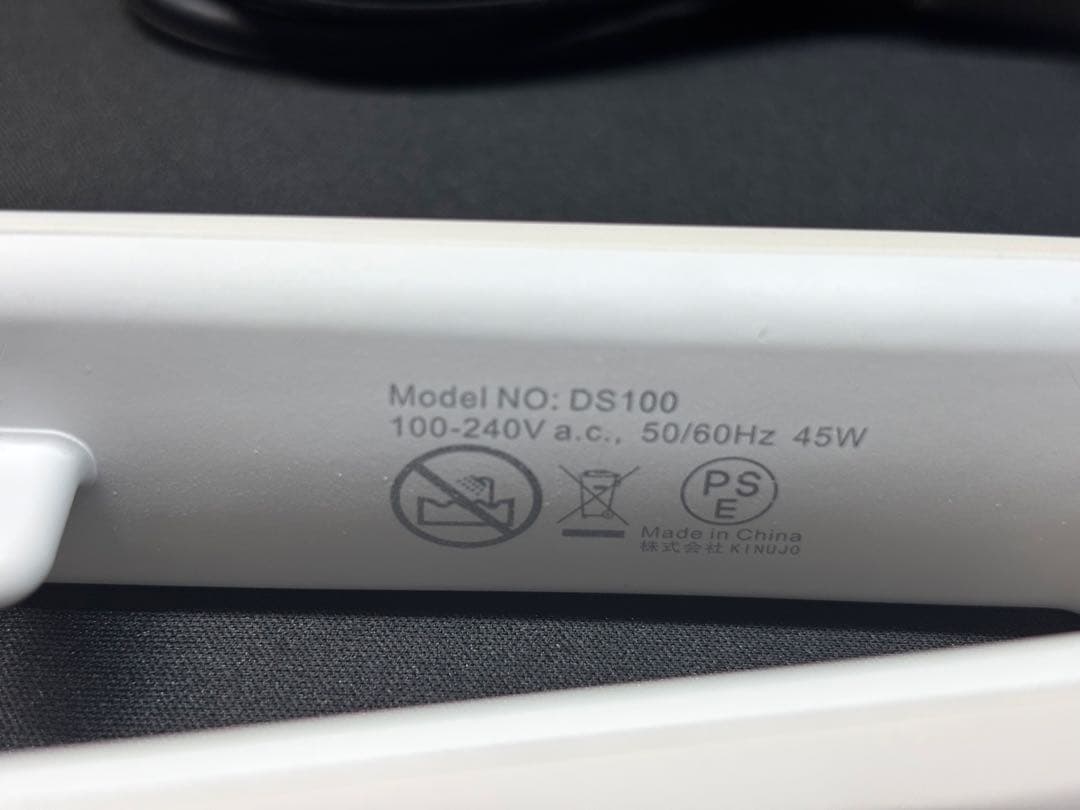 Model NO: DS100
100-240V a.c., 50/60Hz 45W
PS
E
Made in China
株式会社 KINUJO